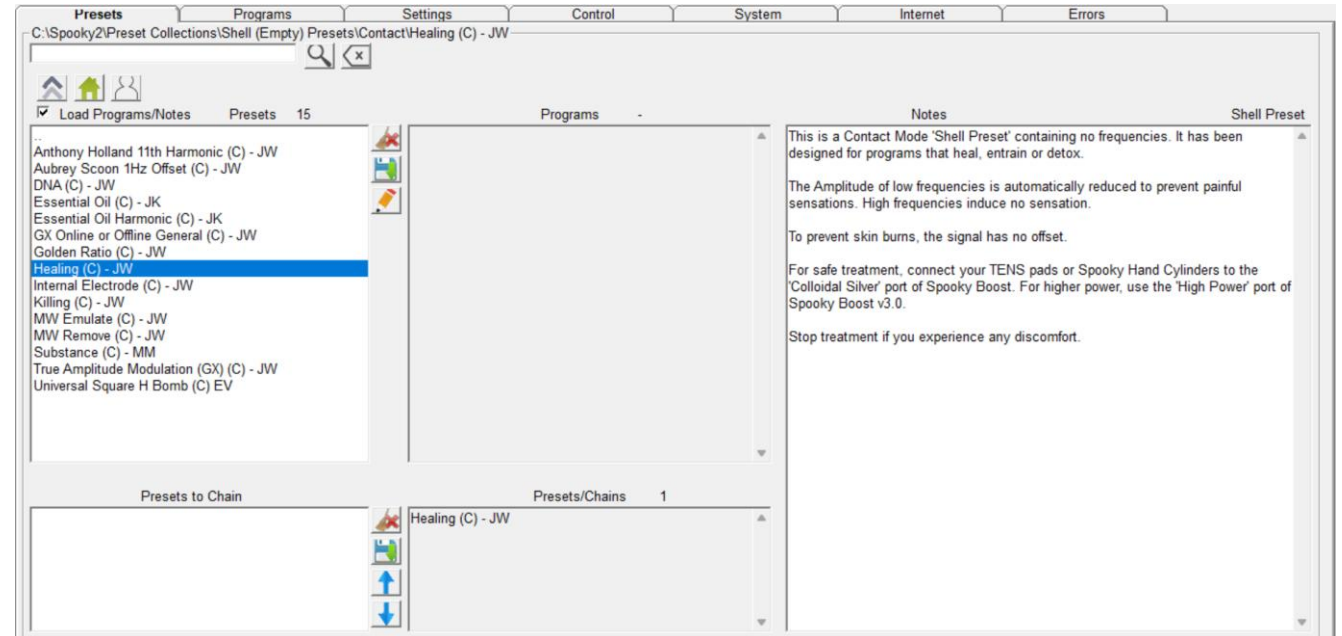 Presets Programs Settings Control System Internet Errors
C:\Spooky2\Preset Collections\Shell (Empty) Presets\Contact\Healing (C) - JW
Load Programs/Notes Presets 15
Programs -
Notes Shell Preset
..
Anthony Holland 11th Harmonic (C) - JW
Aubrey Scoon 1Hz Offset (C) - JW
DNA (C) - JW
Essential Oil (C) - JK
Essential Oil Harmonic (C) - JK
GX Online or Offline General (C) - JW
Golden Ratio (C) - JW
Healing (C) - JW
Internal Electrode (C) - JW
Killing (C) - JW
MW Emulate (C) - JW
MW Remove (C) - JW
Substance (C) - MM
True Amplitude Modulation (GX) (C) - JW
Universal Square H Bomb (C) EV
This is a Contact Mode 'Shell Preset' containing no frequencies. It has been
designed for programs that heal, entrain or detox.
The Amplitude of low frequencies is automatically reduced to prevent painful
sensations. High frequencies induce no sensation.
To prevent skin burns, the signal has no offset.
For safe treatment, connect your TENS pads or Spooky Hand Cylinders to the
'Colloidal Silver' port of Spooky Boost. For higher power, use the 'High Power' port of
Spooky Boost v3.0.
Stop treatment if you experience any discomfort.
Presets to Chain
Presets/Chains 1
Healing (C) - JW